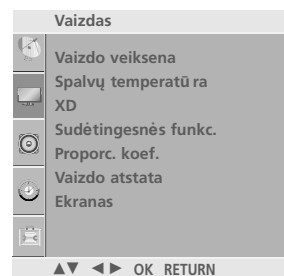 Vaizdas
Vaizdo veiksena
Spalvų temperatūra
XD
Sudėtingesnės funkc.
Proporc. koef.
Vaizdo atstata
Ekranas
▲▼ ◄► OK RETURN